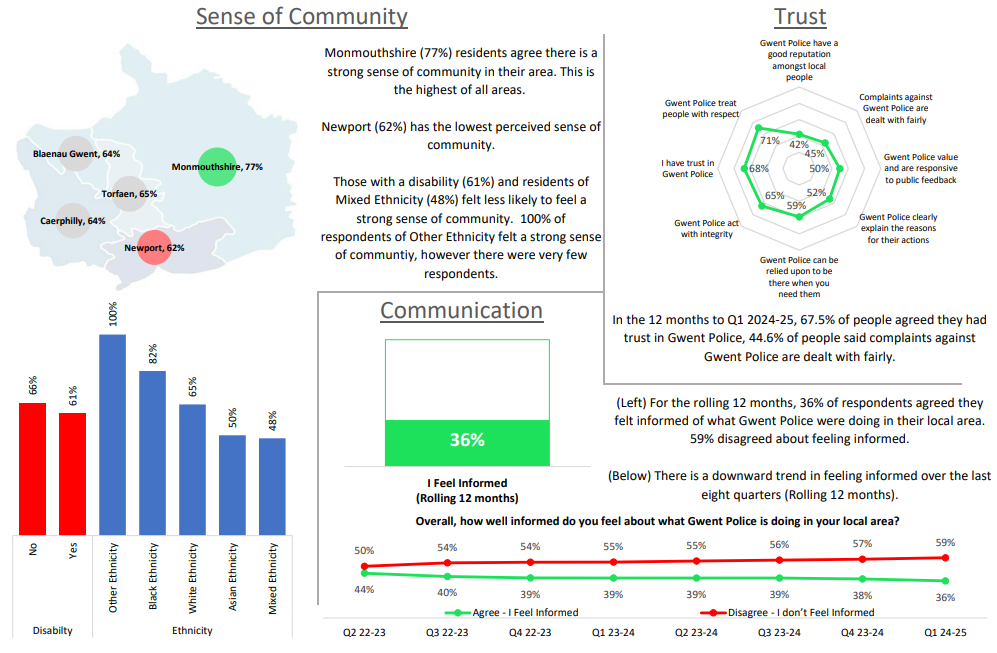 Sense of Community
Blaenau Gwent, 64%
Monmouthshire, 77%
Torfaen, 65%
Caerphilly, 64%
Newport, 62%
Monmouthshire (77%) residents agree there is a
strong sense of community in their area. This is
the highest of all areas.
Newport (62%) has the lowest perceived sense of
community.
Those with a disability (61%) and residents of
Mixed Ethnicity (48%) felt less likely to feel a
strong sense of community.  100% of
respondents of Other Ethnicity felt a strong sense
of communtiy, however there were very few
respondents.
66%
61%
100%
82%
65%
50%
48%
No
Yes
Other Ethnicity
Black Ethnicity
White Ethnicity
Asian Ethnicity
Mixed Ethnicity
Disabilty
Ethnicity
Trust
Gwent Police have a
good reputation
amongst local
people
Complaints against
Gwent Police are
dealt with fairly
Gwent Police value
and are responsive
to public feedback
Gwent Police clearly
explain the reasons
for their actions
Gwent Police can be
relied upon to be
there when you
need them
Gwent Police act
with integrity
I have trust in
Gwent Police
Gwent Police treat
people with respect
42%
45%
50%
52%
59%
65%
68%
71%
In the 12 months to Q1 2024-25, 67.5% of people agreed they had
trust in Gwent Police, 44.6% of people said complaints against
Gwent Police are dealt with fairly.
Communication
36%
I Feel Informed
(Rolling 12 months)
(Left) For the rolling 12 months, 36% of respondents agreed they
felt informed of what Gwent Police were doing in their local area.
59% disagreed about feeling informed.
(Below) There is a downward trend in feeling informed over the last
eight quarters (Rolling 12 months).
Overall, how well informed do you feel about what Gwent Police is doing in your local area?
50% 54% 54% 55% 55% 56% 57% 59%
44% 40% 39% 39% 39% 39% 38% 36%
Agree - I Feel Informed
Disagree - I don't Feel Informed
Q2 22-23 Q3 22-23 Q4 22-23 Q1 23-24 Q2 23-24 Q3 23-24 Q4 23-24 Q1 24-25